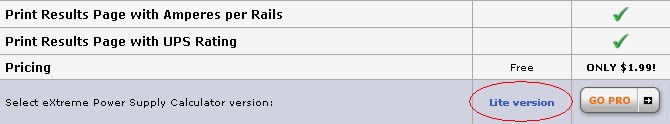 Print Results Page with Amperes per Rails
Print Results Page with UPS Rating
Pricing Free ONLY $1.99!
Select eXtreme Power Supply Calculator version: Lite version GO PRO